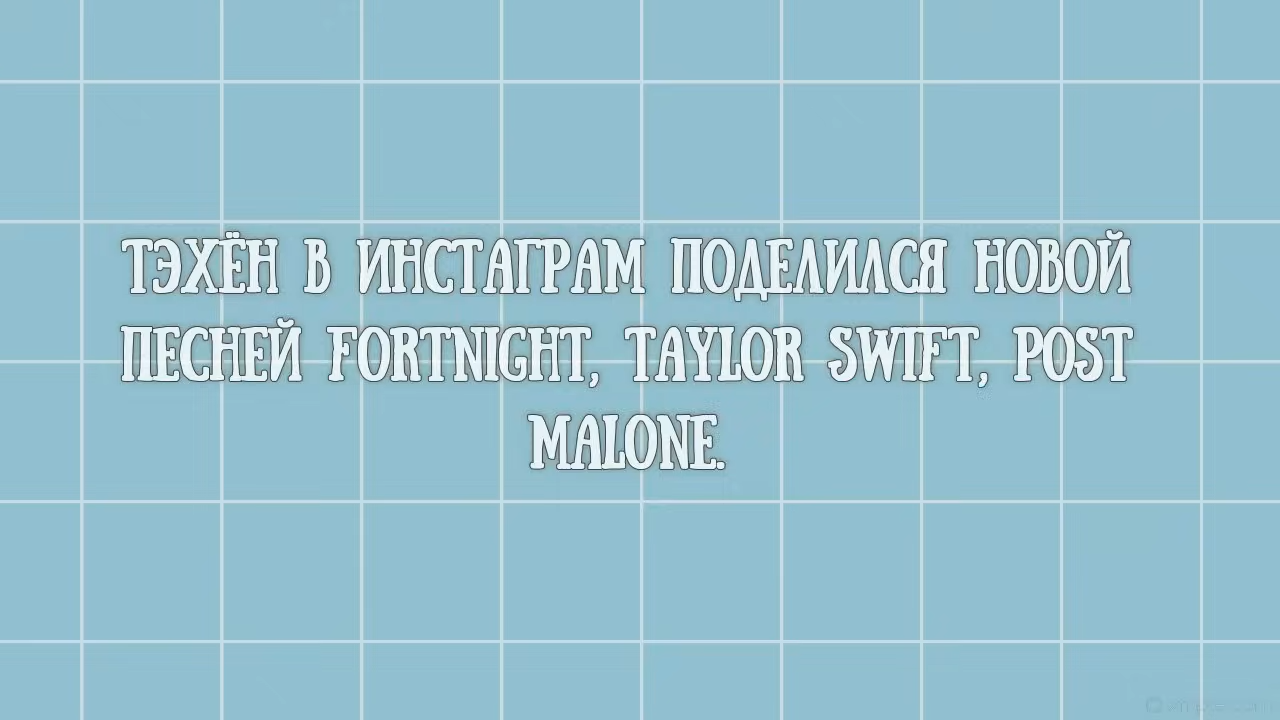 ТЭХЁН В ИНСТАГРАМ ПОДЕЛИЛСЯ НОВОЙ
ПЕСНЕЙ FORTNIGHT, TAYLOR SWIFT, POST
MALONE.